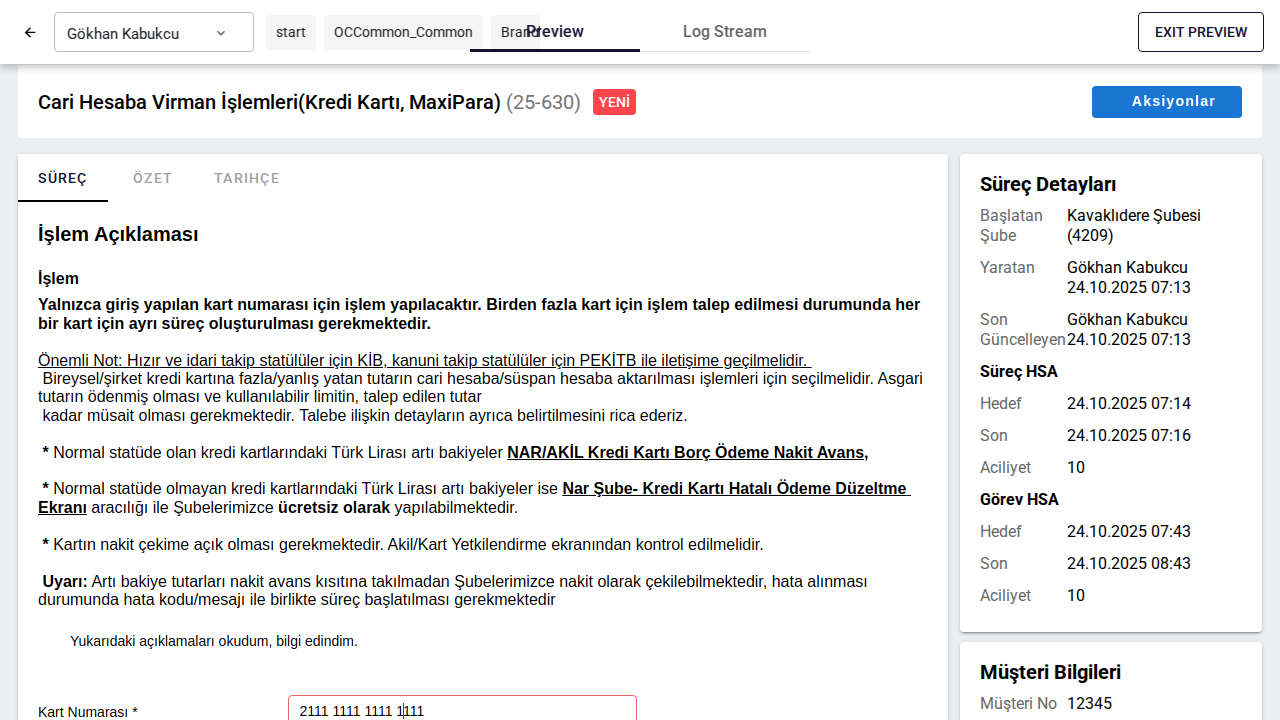 Gökhan Kabukcu
start
OCCommon_Common
Brand
Preview
Log Stream
EXIT PREVIEW
Cari Hesaba Virman İşlemleri(Kredi Kartı, MaxiPara) (25-630) YENİ
Aksiyonlar
SÜREÇ
ÖZET
TARIHÇE
İşlem Açıklaması
İşlem
Yalnızca giriş yapılan kart numarası için işlem yapılacaktır. Birden fazla kart için işlem talep edilmesi durumunda her
bir kart için ayrı süreç oluşturulması gerekmektedir.
Önemli Not: Hızır ve idari takip statülüler için KİB, kanuni takip statülüler için PEKİTB ile iletişime geçilmelidir.
Bireysel/şirket kredi kartına fazla/yanlış yatan tutarın cari hesaba/süspan hesaba aktarılması işlemleri için seçilmelidir. Asgari
tutarın ödenmiş olması ve kullanılabilir limitin, talep edilen tutar
kadar müsait olması gerekmektedir. Talebe ilişkin detayların ayrıca belirtilmesini rica ederiz.
* Normal statüde olan kredi kartlarındaki Türk Lirası artı bakiyeler NAR/AKİL Kredi Kartı Borç Ödeme Nakit Avans,
* Normal statüde olmayan kredi kartlarındaki Türk Lirası artı bakiyeler ise Nar Şube- Kredi Kartı Hatalı Ödeme Düzeltme
Ekranı aracılığı ile Şubelerimizce ücretsiz olarak yapılabilmektedir.
* Kartın nakit çekime açık olması gerekmektedir. Akil/Kart Yetkilendirme ekranından kontrol edilmelidir.
Uyarı: Artı bakiye tutarları nakit avans kısıtına takılmadan Şubelerimizce nakit olarak çekilebilmektedir, hata alınması
durumunda hata kodu/mesajı ile birlikte süreç başlatılması gerekmektedir
Yukarıdaki açıklamaları okudum, bilgi edindim.
Kart Numarası *
2111 1111 1111 1111
Süreç Detayları
Başlatan Şube
Kavaklıdere Şubesi
(4209)
Yaratan
Gökhan Kabukcu
24.10.2025 07:13
Son Güncelleyen
Gökhan Kabukcu
24.10.2025 07:13
Süreç HSA
Hedef 24.10.2025 07:14
Son 24.10.2025 07:16
Aciliyet 10
Görev HSA
Hedef 24.10.2025 07:43
Son 24.10.2025 08:43
Aciliyet 10
Müşteri Bilgileri
Müşteri No 12345